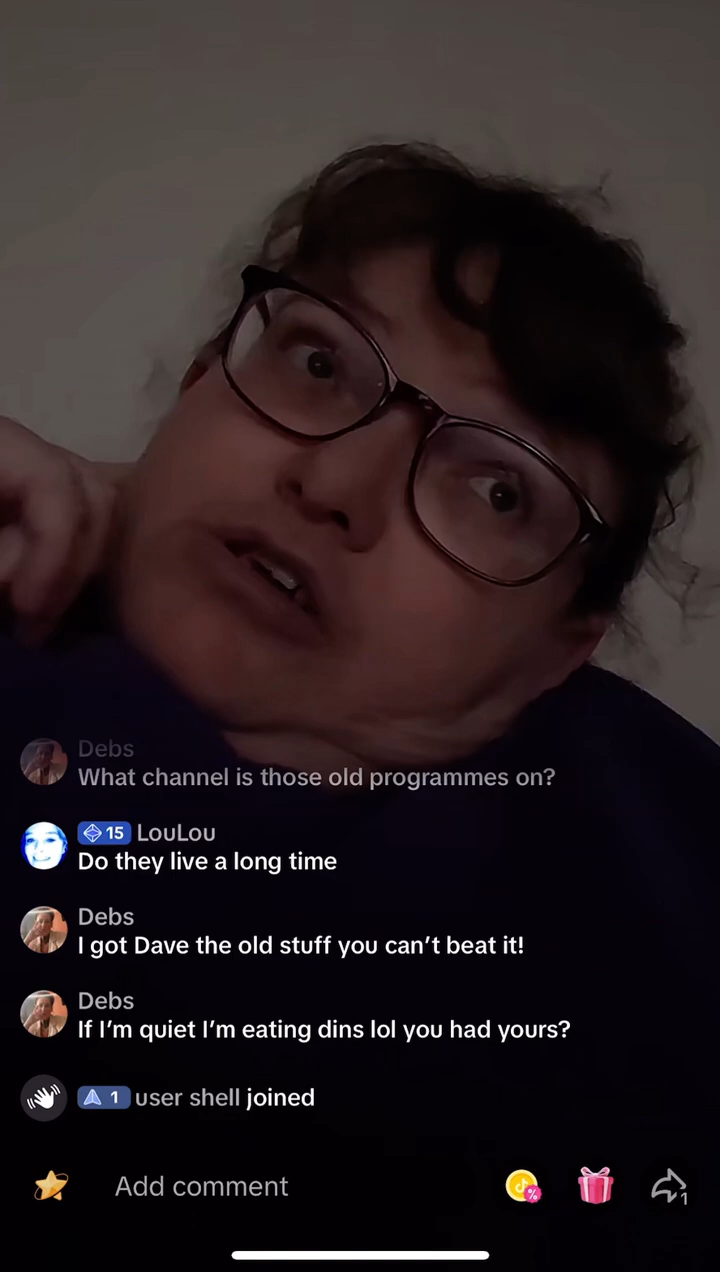 Debs
What channel is those old programmes on?
15 LouLou
Do they live a long time
Debs
I got Dave the old stuff you can't beat it!
Debs
If I'm quiet I'm eating dins lol you had yours?
1 user shell joined
Add comment
%
1